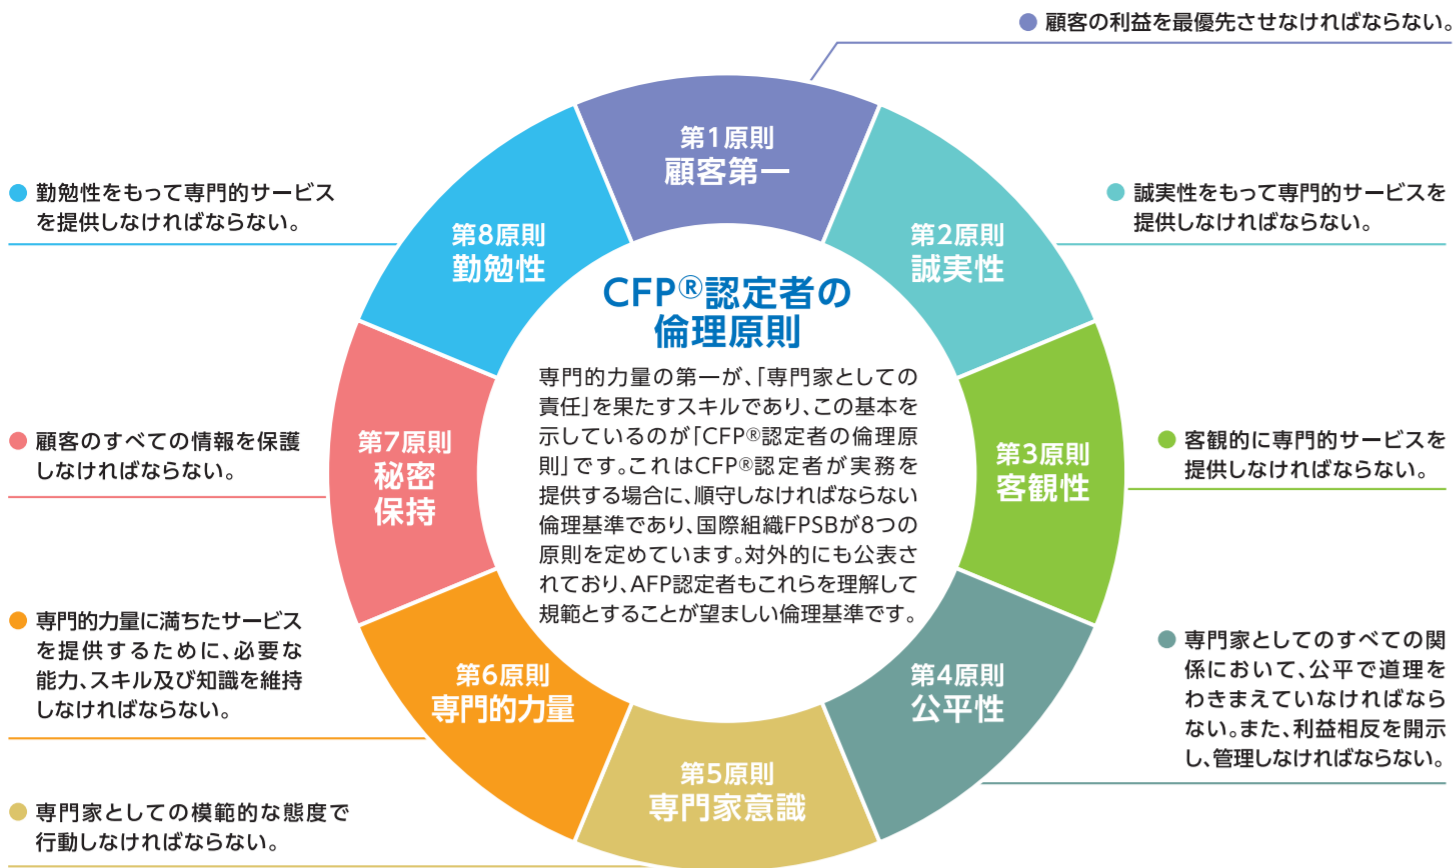 ● 顧客の利益を最優先させなければならない。
第1原則
顧客第一
● 誠実性をもって専門的サービスを
提供しなければならない。
第2原則
誠実性
● 客観的に専門的サービスを
提供しなければならない。
第3原則
客観性
● 専門家としてのすべての関
係において、公平で道理を
わきまえていなければなら
ない。また、利益相反を開示
し、管理しなければならない。
第4原則
公平性
第5原則
専門家意識
● 専門家としての模範的な態度で
行動しなければならない。
第6原則
専門的力量
● 専門的力量に満ちたサービス
を提供するために、必要な
能力、スキル及び知識を維持
しなければならない。
第7原則
秘密
保持
● 顧客のすべての情報を保護
しなければならない。
第8原則
勤勉性
● 勤勉性をもって専門的サービス
を提供しなければならない。
CFP®認定者の
倫理原則
専門的力量の第一が、「専門家としての
責任」を果たすスキルであり、この基本を
示しているのが「CFP®認定者の倫理原
則」です。これはCFP®認定者が実務を
提供する場合に、順守しなければならない
倫理基準であり、国際組織FPSBが8つの
原則を定めています。対外的にも公表さ
れており、AFP認定者もこれらを理解して
規範とすることが望ましい倫理基準です。